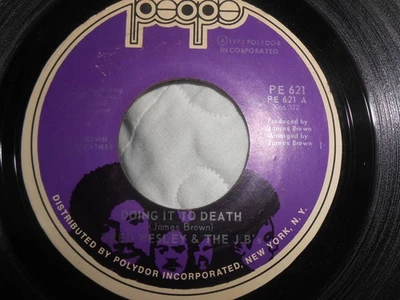 people
℗ 1973 POLYDOR
INCORPORATED
PE 621
PE 621 A
Produced by
James Brown
Arranged by
James Brown
DOING IT TO DEATH
(James Brown)
WESLEY & THE J.B.'
DISTRIBUTED BY POLYDOR INCORPORATED, NEW YORK, N. Y.